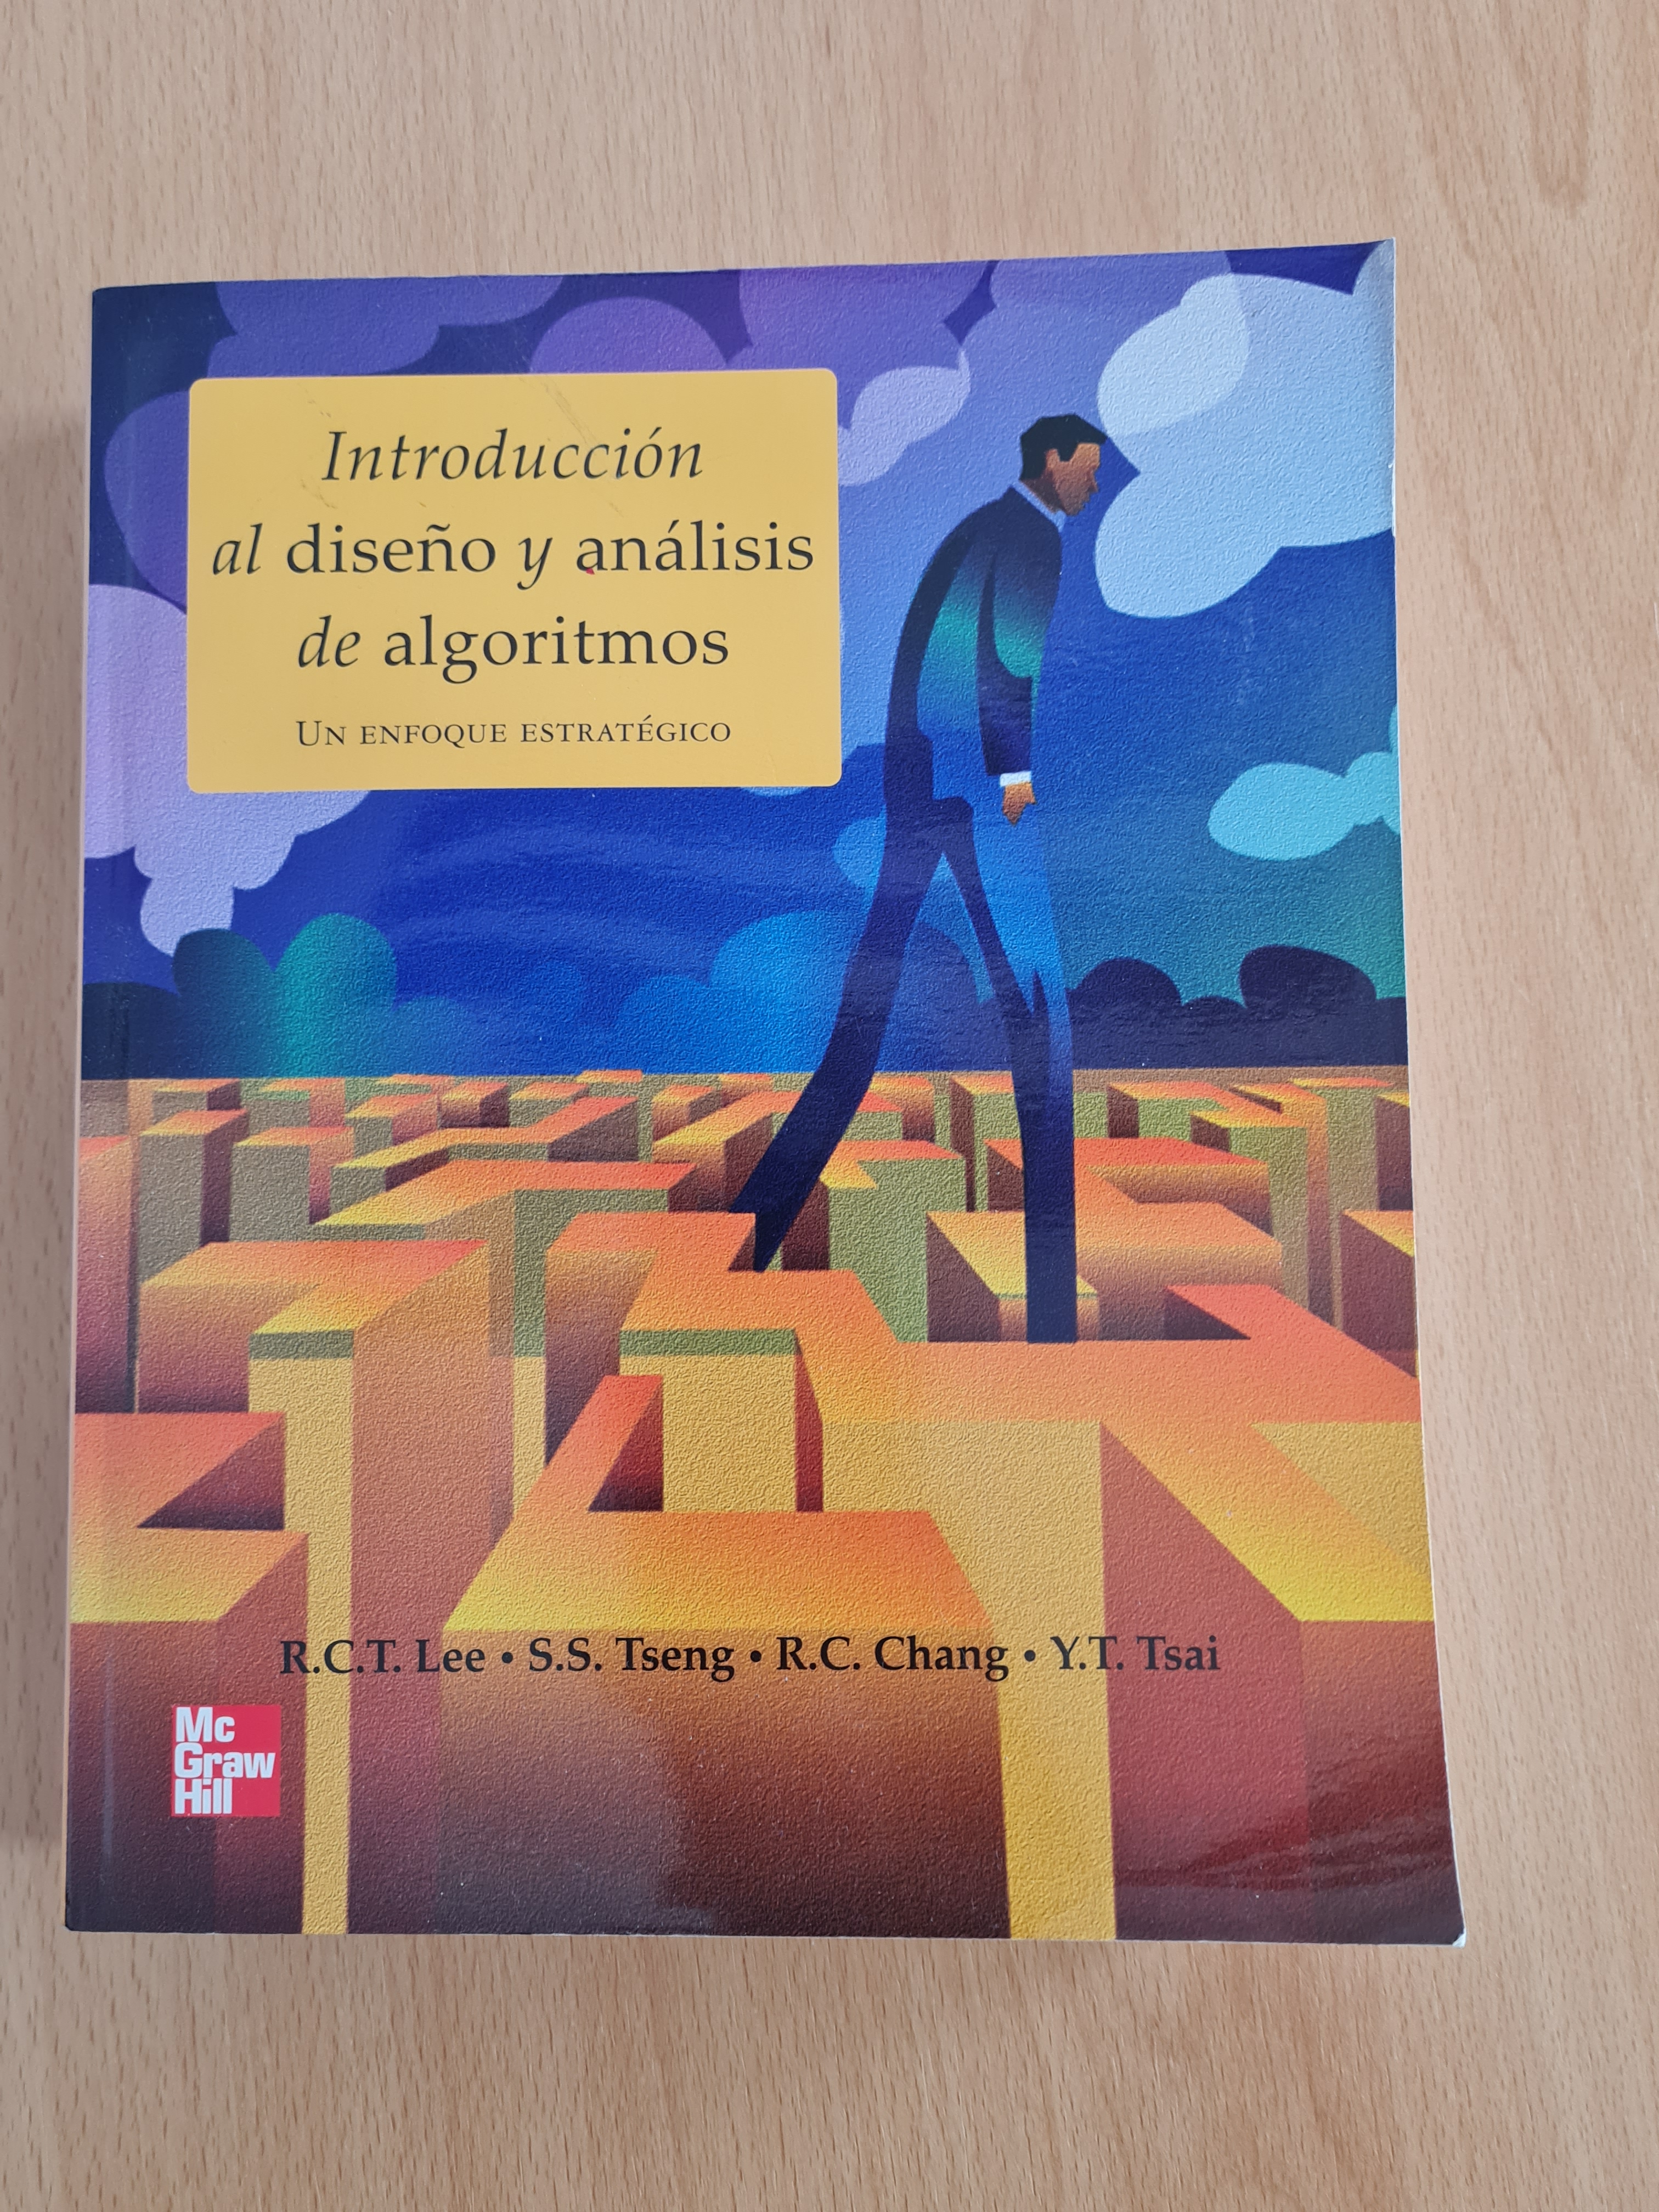 Introducción
al diseño y análisis
de algoritmos
UN ENFOQUE ESTRATÉGICO
R.C.T. Lee • S.S. Tseng • R.C. Chang • Y.T. Tsai
Mc
Graw
Hill